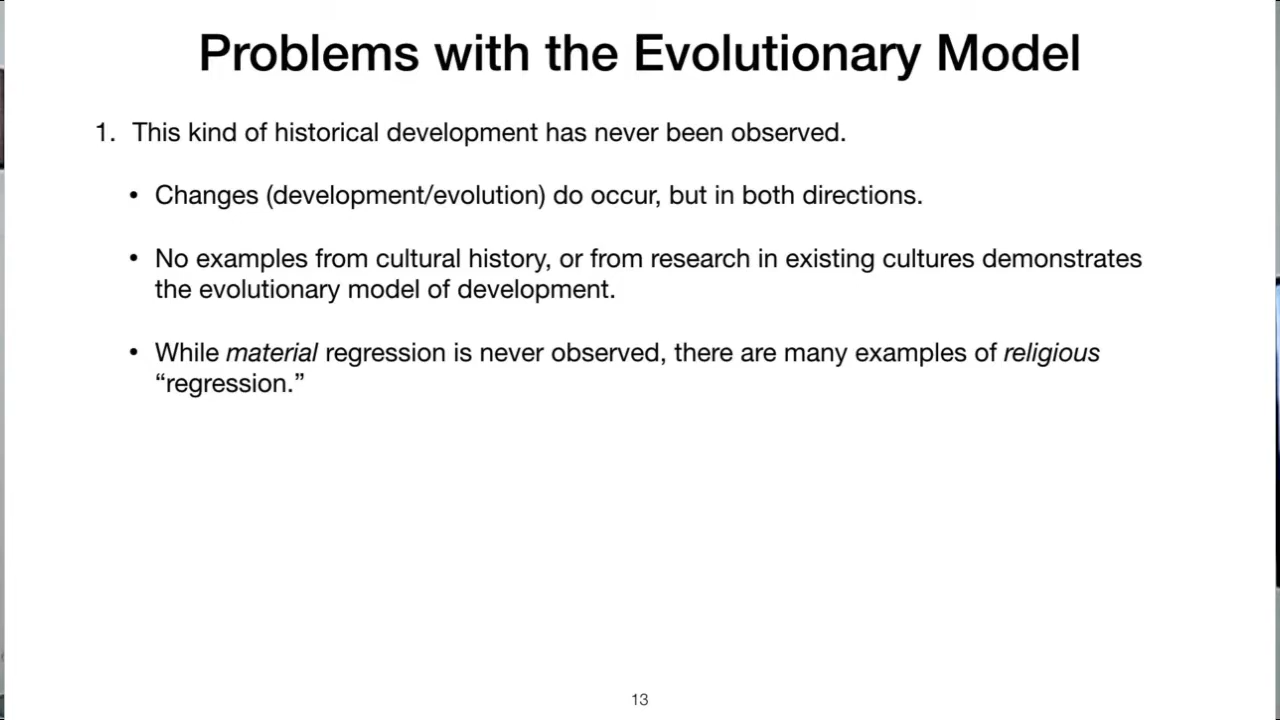 Problems with the Evolutionary Model
1. This kind of historical development has never been observed.
• Changes (development/evolution) do occur, but in both directions.
• No examples from cultural history, or from research in existing cultures demonstrates
the evolutionary model of development.
• While material regression is never observed, there are many examples of religious
“regression.”
13